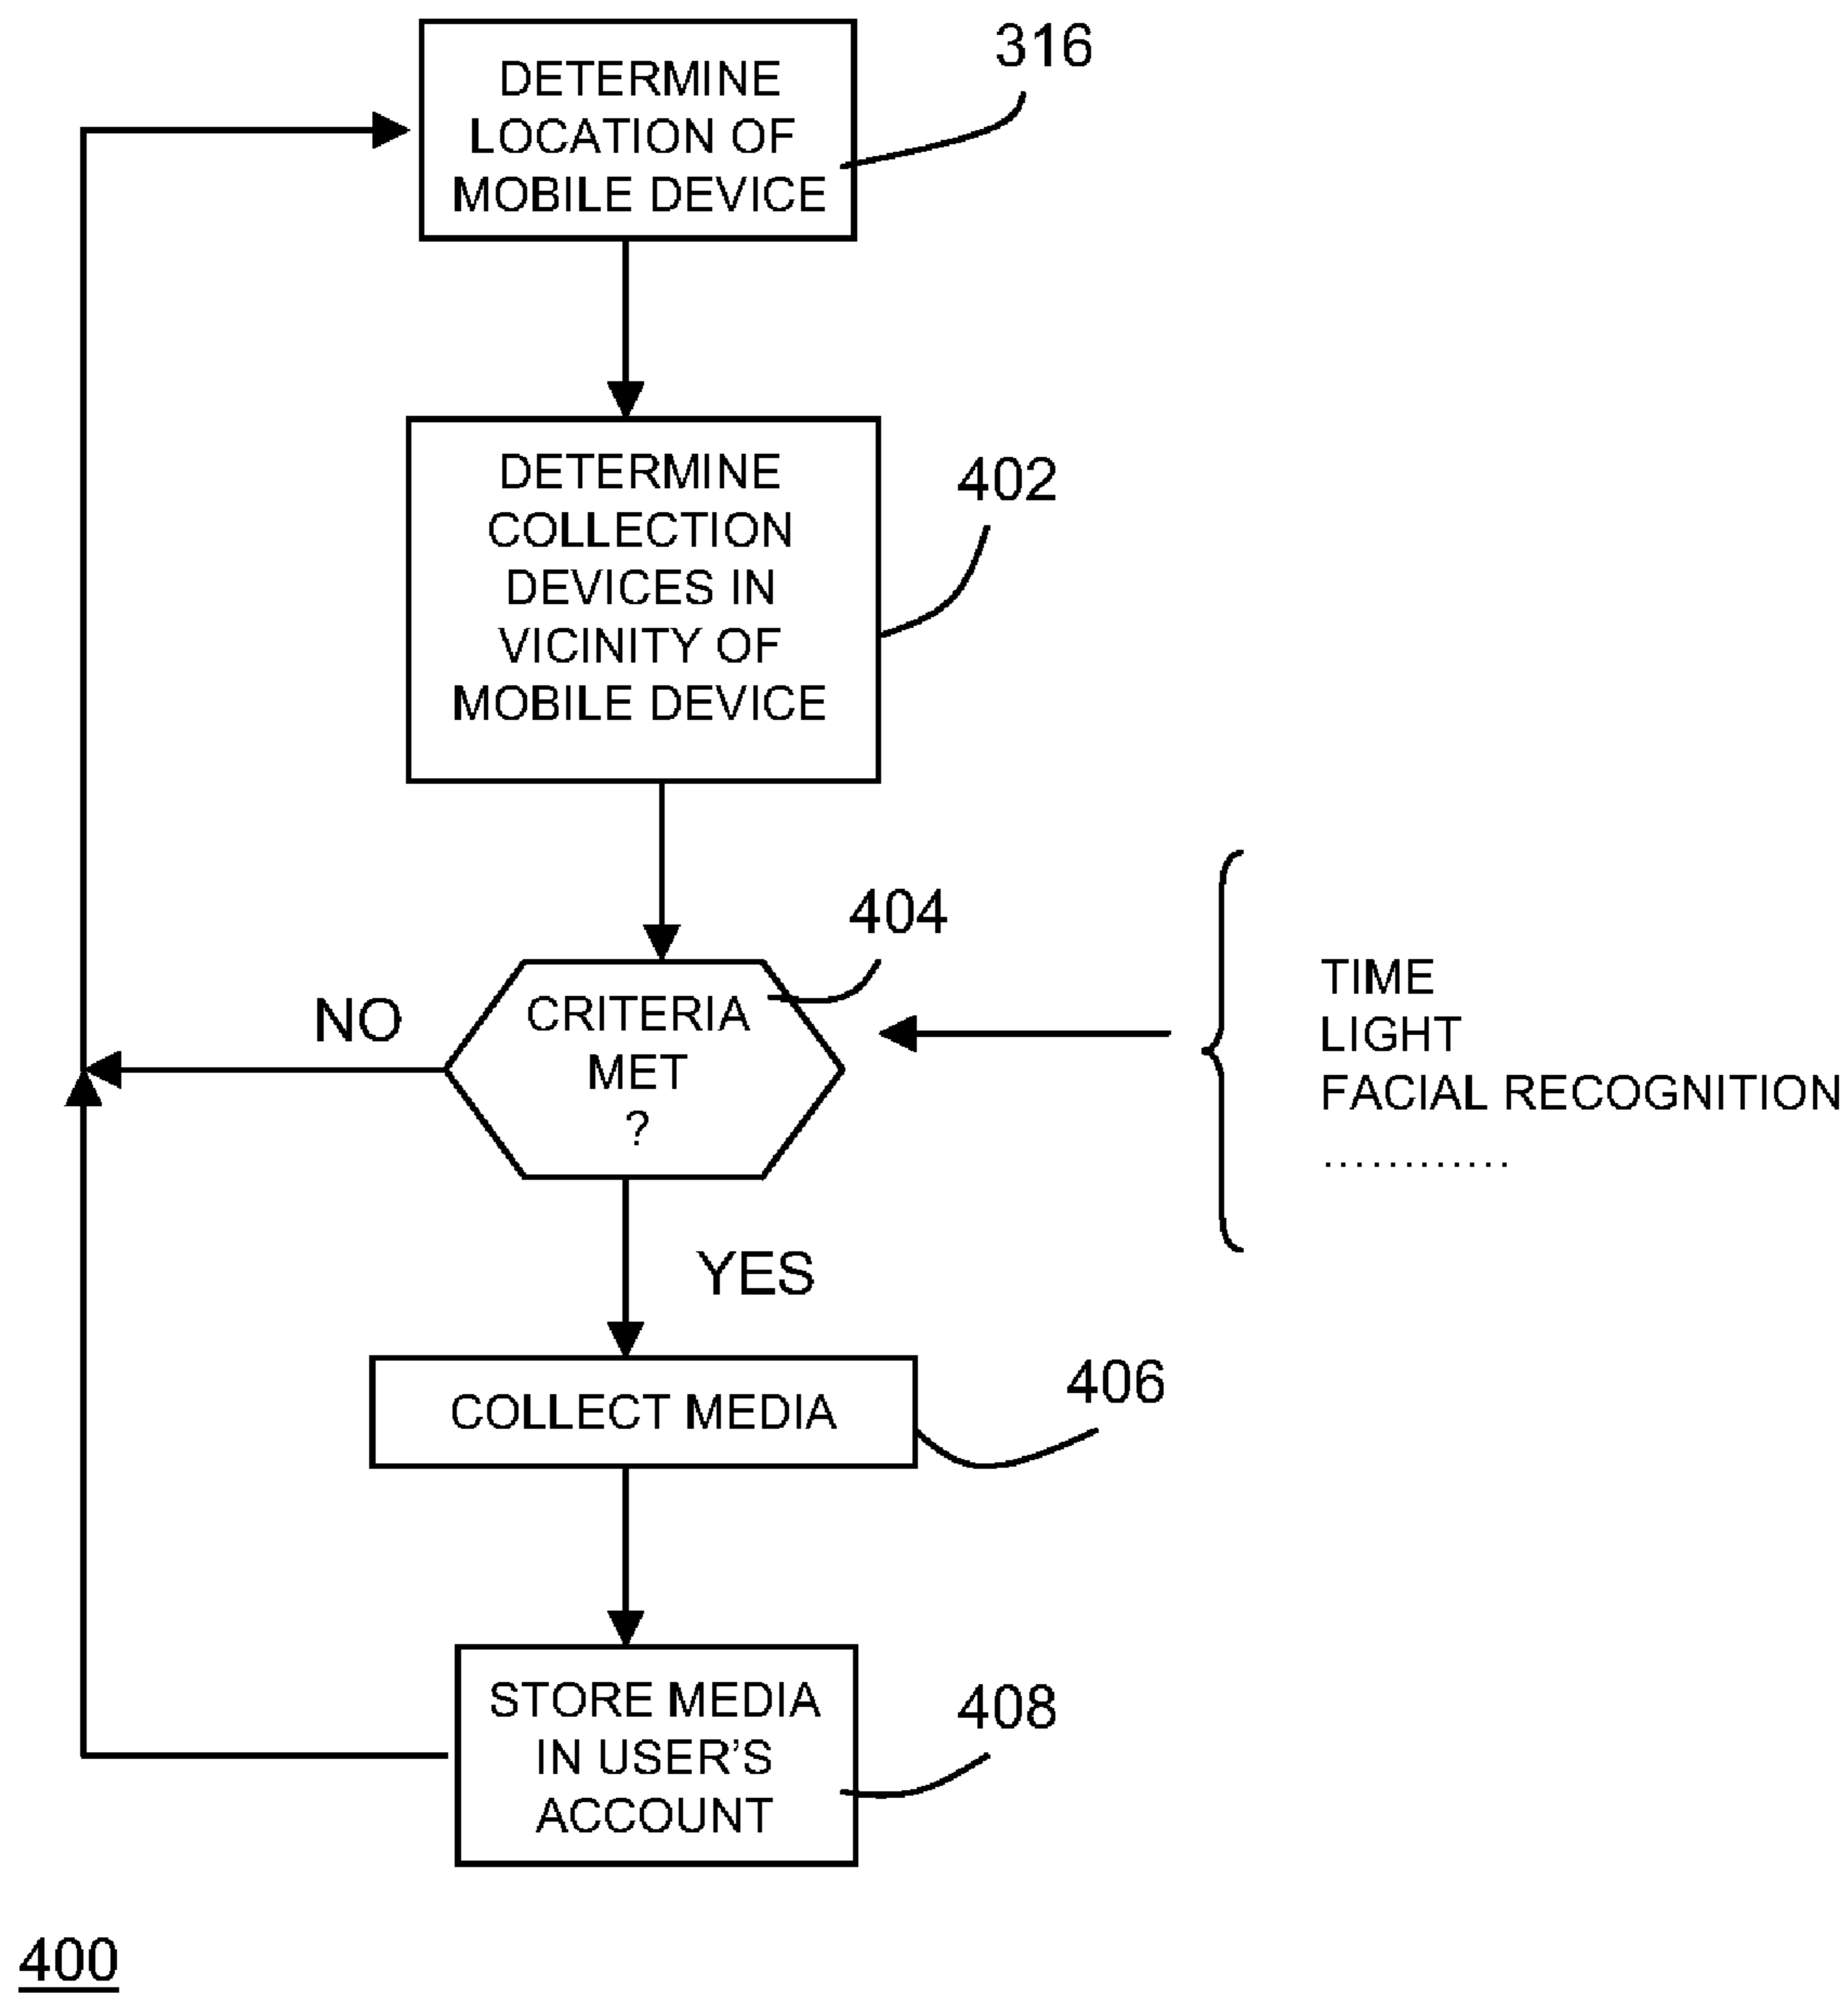 316
DETERMINE
LOCATION OF
MOBILE DEVICE
402
DETERMINE
COLLECTION
DEVICES IN
VICINITY OF
MOBILE DEVICE
404
NO
CRITERIA
MET
?
TIME
LIGHT
FACIAL RECOGNITION
............
YES
406
COLLECT MEDIA
408
STORE MEDIA
IN USER’S
ACCOUNT
400